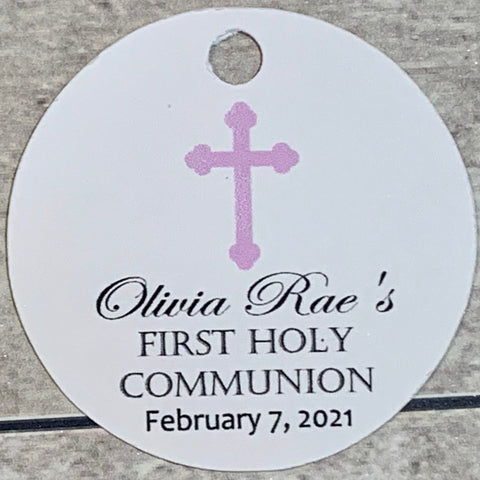 Olivia Rae's
FIRST HOLY
COMMUNION
February 7, 2021